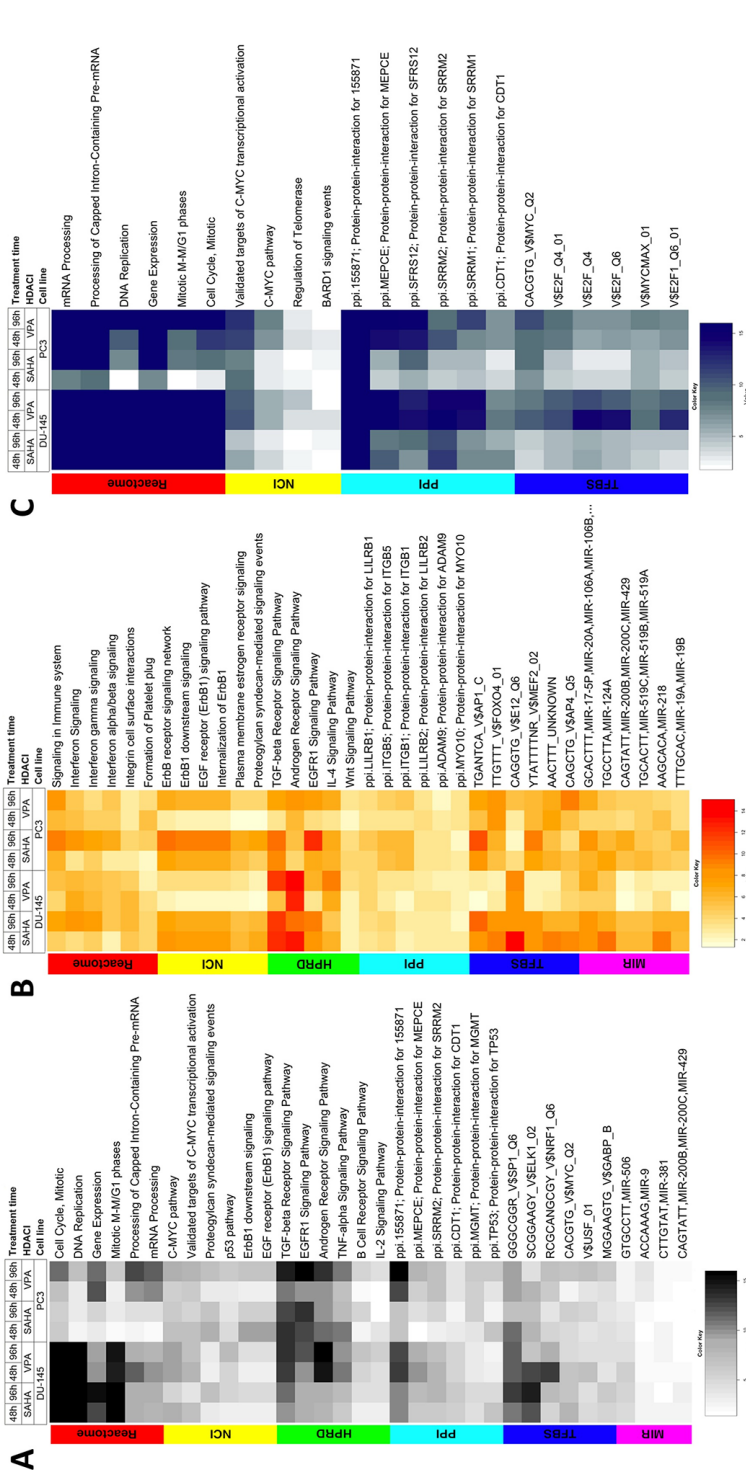 A
Treatment time
HDACI
Cell line
48h 96h 48h 96h 48h 96h 48h 96h
SAHA VPA SAHA VPA
DU-145 PC3
Reactome
Cell Cycle, Mitotic
DNA Replication
Gene Expression
Mitotic M-M/G1 phases
Processing of Capped Intron-Containing Pre-mRNA
mRNA Processing
NCI
C-MYC pathway
Validated targets of C-MYC transcriptional activation
Proteogylcan syndecan-mediated signaling events
p53 pathway
ErbB1 downstream signaling
EGF receptor (ErbB1) signaling pathway
HPRD
TGF-beta Receptor Signaling Pathway
EGFR1 Signaling Pathway
Androgen Receptor Signaling Pathway
TNF-alpha Signaling Pathway
B Cell Receptor Signaling Pathway
IL-2 Signaling Pathway
PPI
ppi.155871; Protein-protein-interaction for 155871
ppi.MEPCE; Protein-protein-interaction for MEPCE
ppi.SRRM2; Protein-protein-interaction for SRRM2
ppi.CDT1; Protein-protein-interaction for CDT1
ppi.MGMT; Protein-protein-interaction for MGMT
ppi.TP53; Protein-protein-interaction for TP53
TFBS
GGGCGGR_V$SP1_Q6
SCGGAAGY_V$ELK1_02
RCGCANGCGY_V$NRF1_Q6
CACGTG_V$MYC_Q2
V$USF_01
MGGAAGTG_V$GABP_B
MIR
GTGCCTT,MIR-506
ACCAAAG,MIR-9
CTTGTAT,MIR-381
CAGTATT,MIR-200B,MIR-200C,MIR-429
Color Key
5 10 15
B
Treatment time
HDACI
Cell line
48h 96h 48h 96h 48h 96h 48h 96h
SAHA VPA SAHA VPA
DU-145 PC3
Reactome
Signaling in Immune system
Interferon Signaling
Interferon gamma signaling
Interferon alpha/beta signaling
Integrin cell surface interactions
Formation of Platelet plug
NCI
ErbB receptor signaling network
ErbB1 downstream signaling
EGF receptor (ErbB1) signaling pathway
Internalization of ErbB1
Plasma membrane estrogen receptor signaling
Proteogylcan syndecan-mediated signaling events
HPRD
TGF-beta Receptor Signaling Pathway
Androgen Receptor Signaling Pathway
EGFR1 Signaling Pathway
IL-4 Signaling Pathway
Wnt Signaling Pathway
PPI
ppi.LILRB1; Protein-protein-interaction for LILRB1
ppi.ITGB5; Protein-protein-interaction for ITGB5
ppi.ITGB1; Protein-protein-interaction for ITGB1
ppi.LILRB2; Protein-protein-interaction for LILRB2
ppi.ADAM9; Protein-protein-interaction for ADAM9
ppi.MYO10; Protein-protein-interaction for MYO10
TFBS
TGANTCA_V$AP1_C
TTGTTT_V$FOXO4_01
CAGGTG_V$E12_Q6
YTATTTTNR_V$MEF2_02
AACTTT_UNKNOWN
CAGCTG_V$AP4_Q5
MIR
GCACTTT,MIR-17-5P,MIR-20A,MIR-106A,MIR-106B,...
TGCCTTA,MIR-124A
CAGTATT,MIR-200B,MIR-200C,MIR-429
TGCACTT,MIR-519C,MIR-519B,MIR-519A
AAGCACA,MIR-218
TTTGCAC,MIR-19A,MIR-19B
Color Key
2 4 6 8 10 12 14
C
Treatment time
HDACI
Cell line
48h 96h 48h 96h 48h 96h 48h 96h
SAHA VPA SAHA VPA
DU-145 PC3
Reactome
mRNA Processing
Processing of Capped Intron-Containing Pre-mRNA
DNA Replication
Gene Expression
Mitotic M-M/G1 phases
Cell Cycle, Mitotic
NCI
Validated targets of C-MYC transcriptional activation
C-MYC pathway
Regulation of Telomerase
BARD1 signaling events
PPI
ppi.155871; Protein-protein-interaction for 155871
ppi.MEPCE; Protein-protein-interaction for MEPCE
ppi.SFRS12; Protein-protein-interaction for SFRS12
ppi.SRRM2; Protein-protein-interaction for SRRM2
ppi.SRRM1; Protein-protein-interaction for SRRM1
ppi.CDT1; Protein-protein-interaction for CDT1
TFBS
CACGTG_V$MYC_Q2
V$E2F_Q4_01
V$E2F_Q4
V$E2F_Q6
V$MYCMAX_01
V$E2F1_Q6_01
Color Key
5 10 15